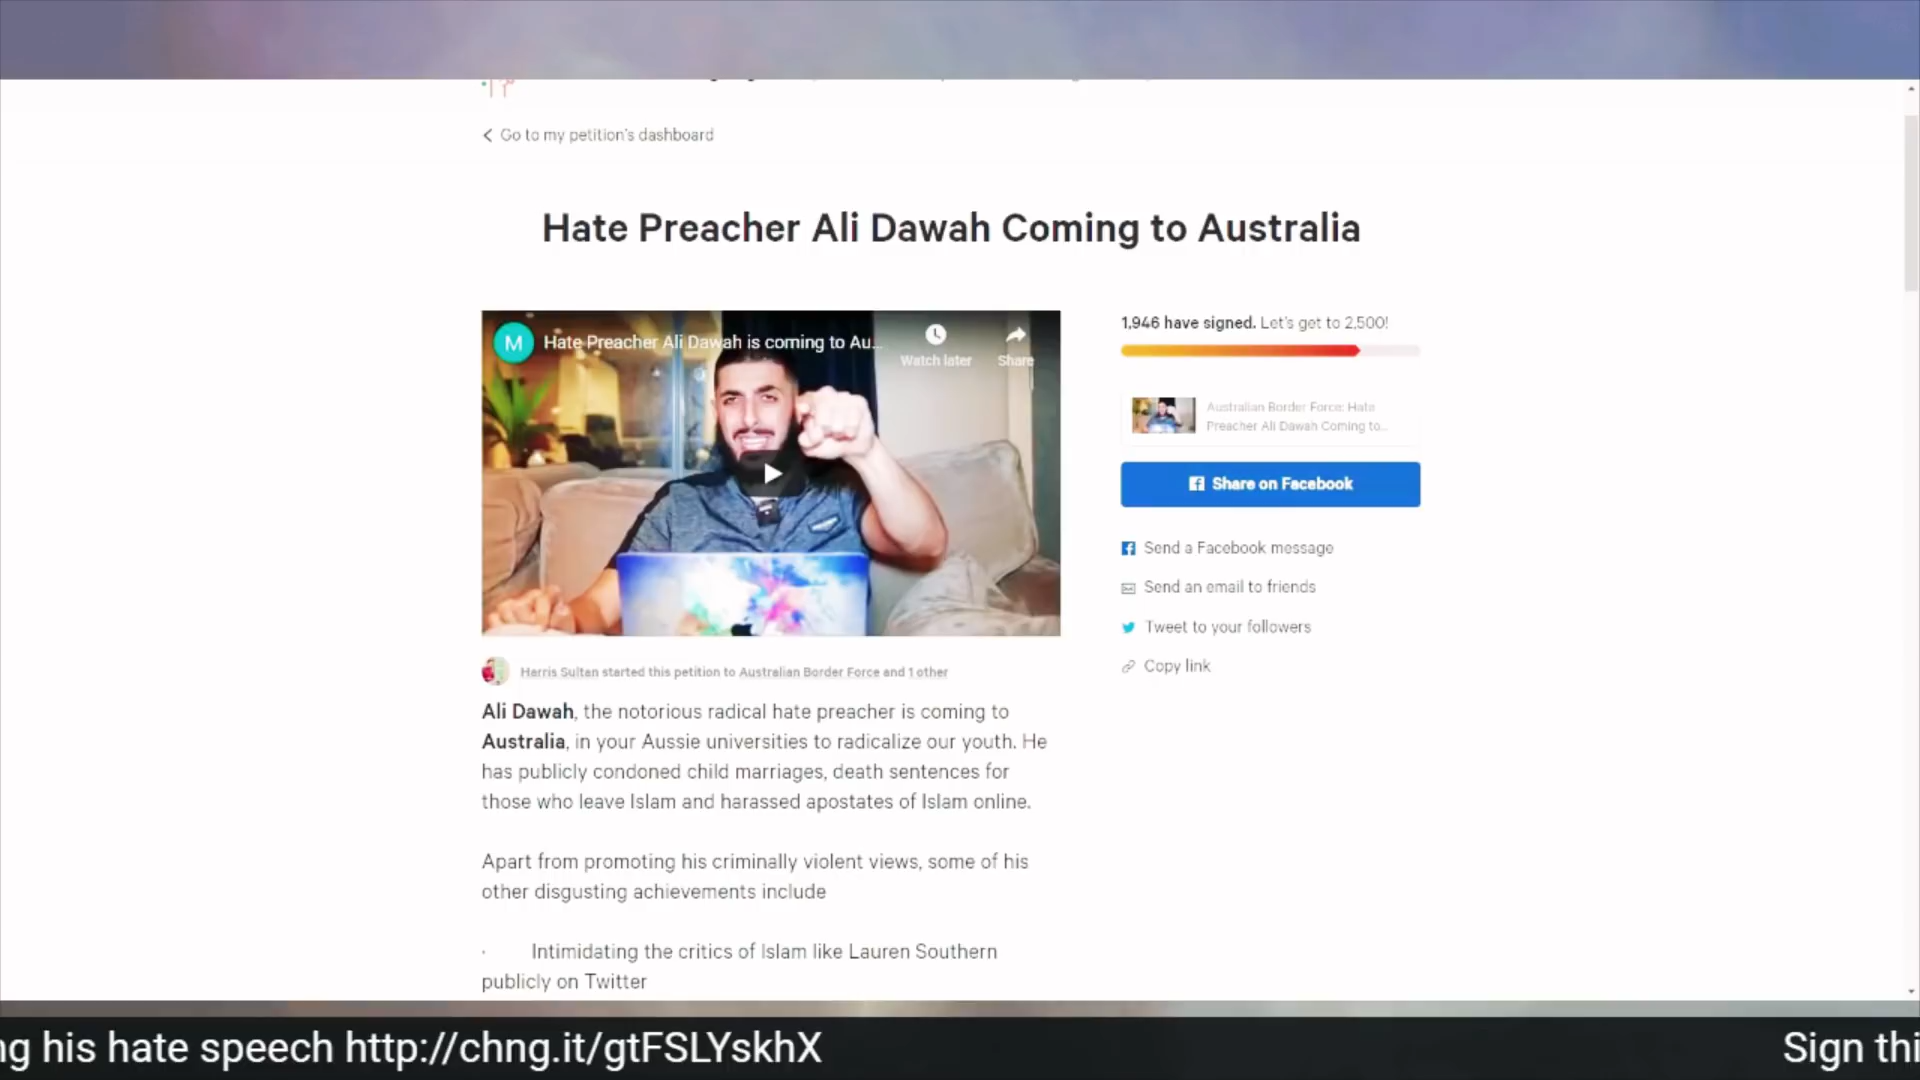 Go to my petition's dashboard
Hate Preacher Ali Dawah Coming to Australia
M
Hate Preacher Ali Dawah is coming to Au...
Watch later
Share
1,946 have signed. Let's get to 2,500!
Australian Border Force: Hate
Preacher Ali Dawah Coming to...
Share on Facebook
Send a Facebook message
Send an email to friends
Tweet to your followers
Copy link
Harris Sultan started this petition to Australian Border Force and 1 other
Ali Dawah, the notorious radical hate preacher is coming to
Australia, in your Aussie universities to radicalize our youth. He
has publicly condoned child marriages, death sentences for
those who leave Islam and harassed apostates of Islam online.
Apart from promoting his criminally violent views, some of his
other disgusting achievements include
· Intimidating the critics of Islam like Lauren Southern
publicly on Twitter
ng his hate speech http://chng.it/gtFSLYskhX
Sign thi